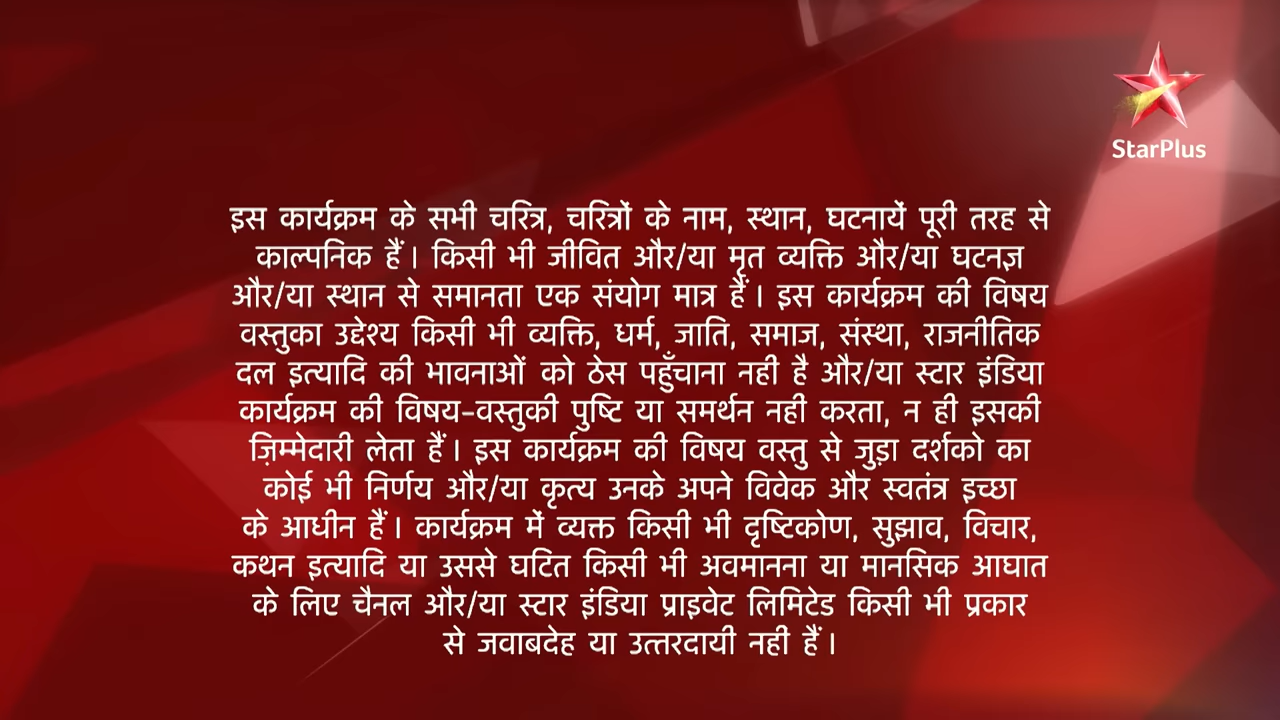 StarPlus
इस कार्यक्रम के सभी चरित्र, चरित्रों के नाम, स्थान, घटनायें पूरी तरह से
काल्पनिक हैं। किसी भी जीवित और/या मृत व्यक्ति और/या घटनज्ञ
और/या स्थान से समानता एक संयोग मात्र हैं। इस कार्यक्रम की विषय
वस्तुका उद्देश्य किसी भी व्यक्ति, धर्म, जाति, समाज, संस्था, राजनीतिक
दल इत्यादि की भावनाओं को ठेस पहुँचाना नही है और/या स्टार इंडिया
कार्यक्रम की विषय-वस्तुकी पुष्टि या समर्थन नही करता, न ही इसकी
ज़िम्मेदारी लेता हैं। इस कार्यक्रम की विषय वस्तु से जुड़ा दर्शको का
कोई भी निर्णय और/या कृत्य उनके अपने विवेक और स्वतंत्र इच्छा
के आधीन हैं। कार्यक्रम में व्यक्त किसी भी दृष्टिकोण, सुझाव, विचार,
कथन इत्यादि या उससे घटित किसी भी अवमानना या मानसिक आघात
के लिए चैनल और/या स्टार इंडिया प्राइवेट लिमिटेड किसी भी प्रकार
से जवाबदेह या उत्तरदायी नही हैं।